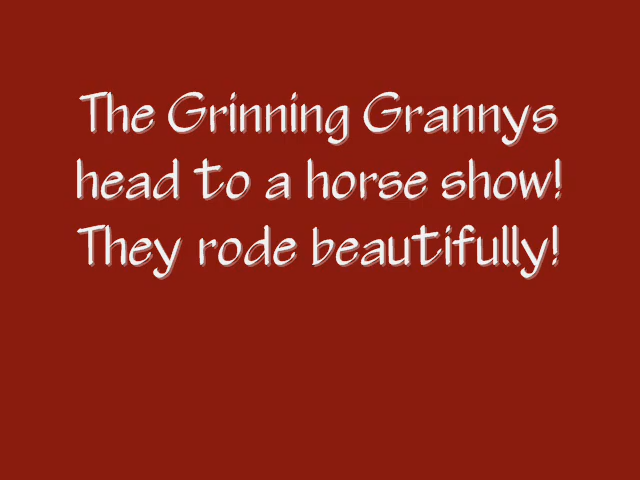 The Grinning Grannys
head to a horse show!
They rode beautifully!